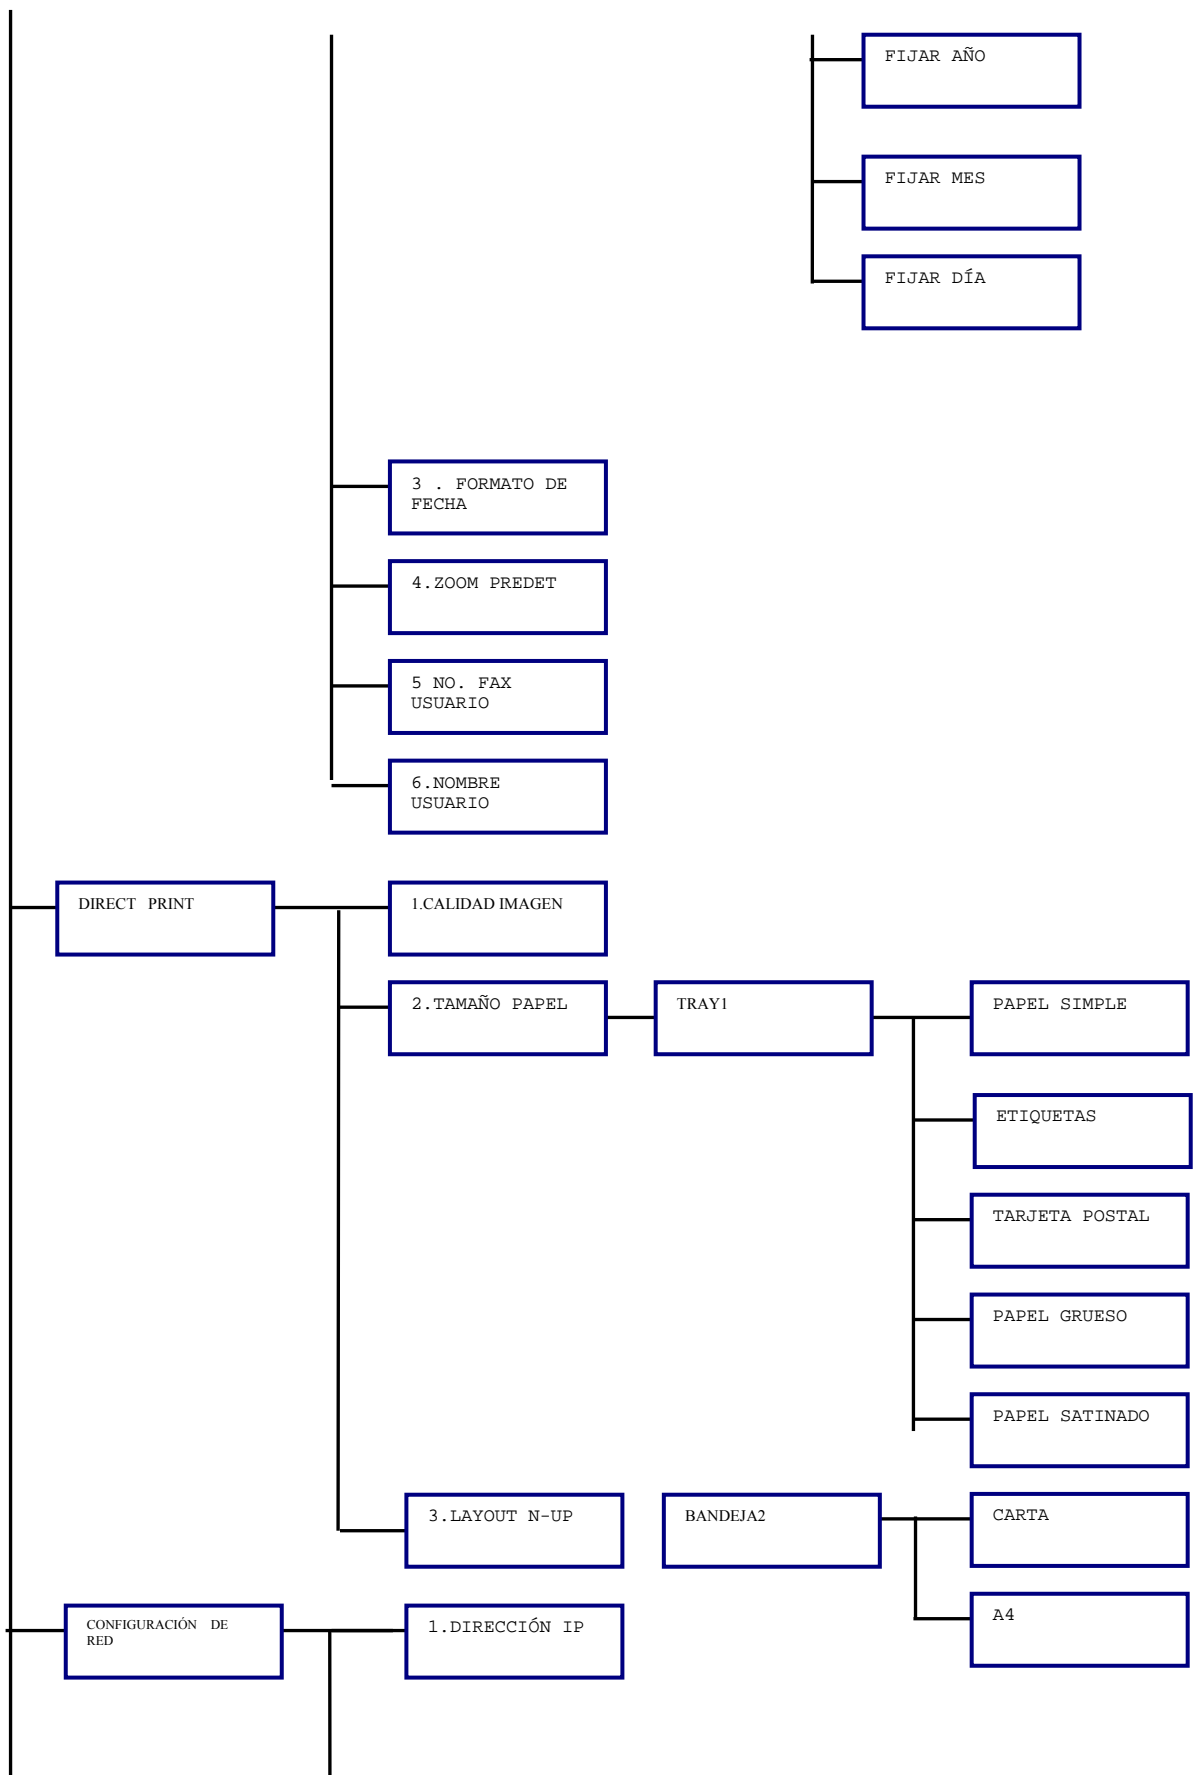 FIJAR AÑO
FIJAR MES
FIJAR DÍA
3 . FORMATO DE
FECHA
4.ZOOM PREDET
5 NO. FAX
USUARIO
6.NOMBRE
USUARIO
DIRECT PRINT
1.CALIDAD IMAGEN
2.TAMAÑO PAPEL
TRAY1
PAPEL SIMPLE
ETIQUETAS
TARJETA POSTAL
PAPEL GRUESO
PAPEL SATINADO
3.LAYOUT N-UP
BANDEJA2
CARTA
A4
CONFIGURACIÓN DE
RED
1.DIRECCIÓN IP